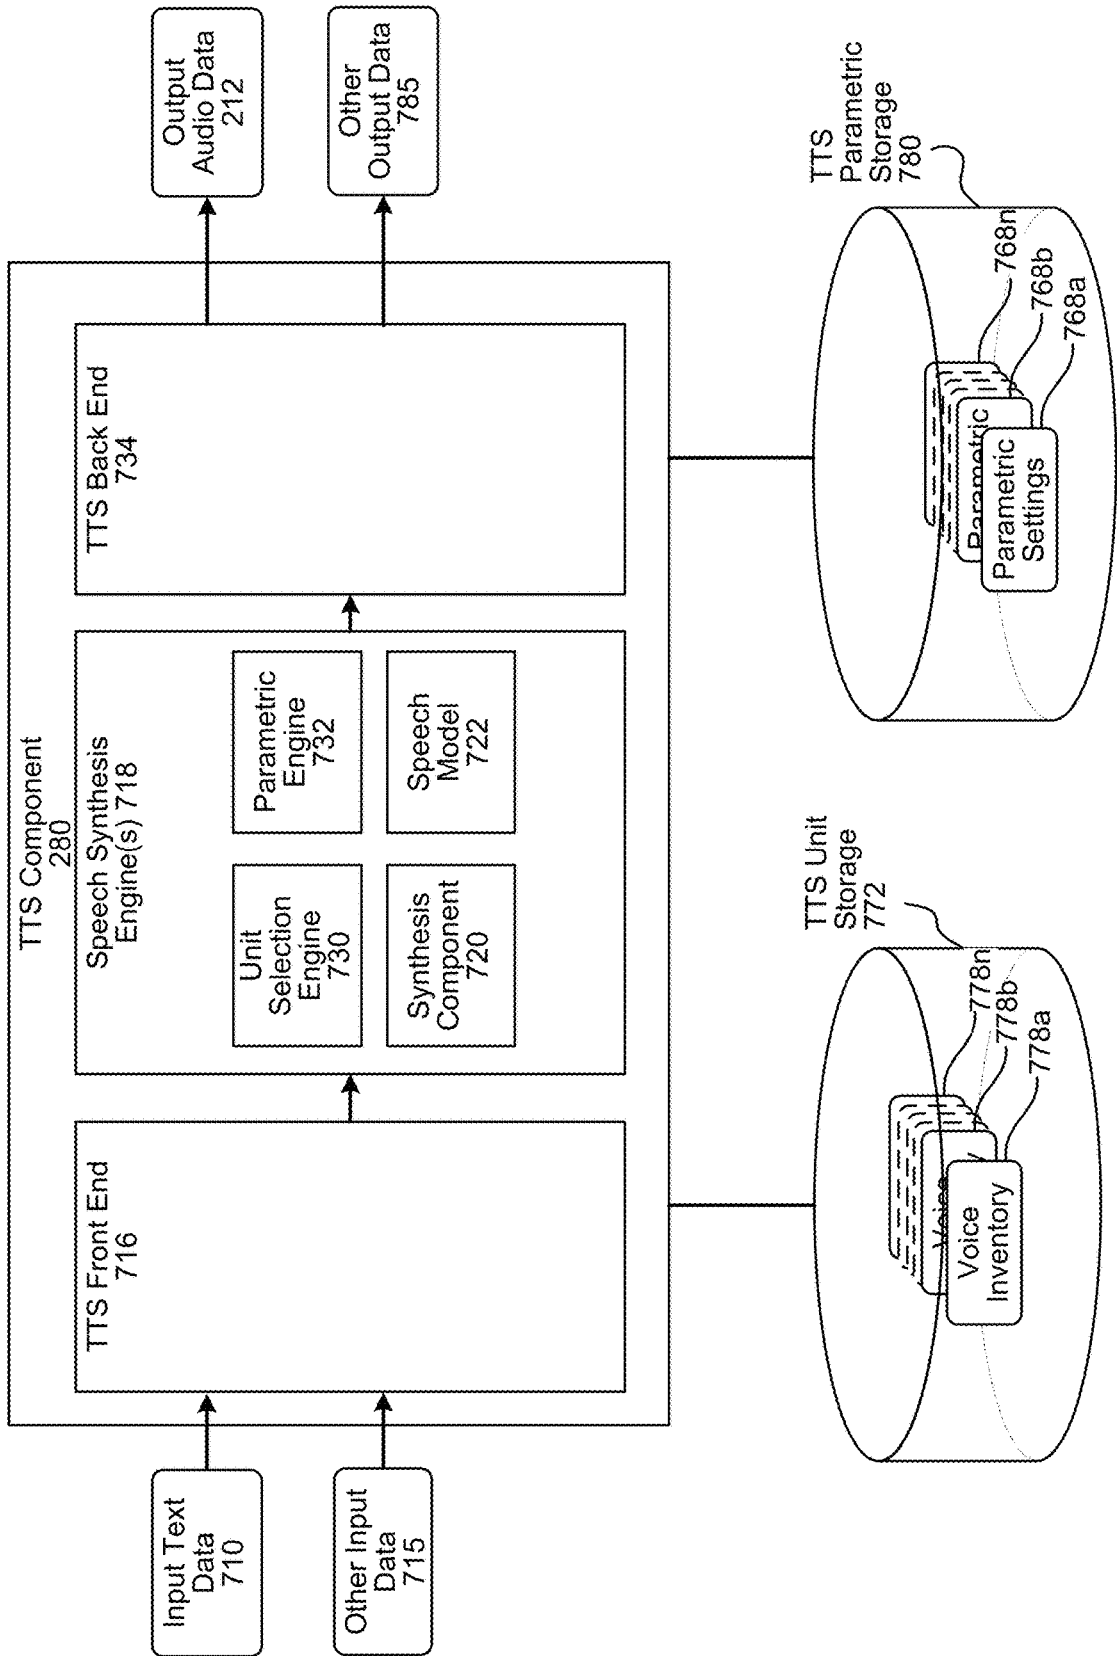 TTS Component
280
Input Text
Data
710
Other Input
Data
715
TTS Front End
716
Speech Synthesis
Engine(s) 718
Unit
Selection
Engine
730
Parametric
Engine
732
Synthesis
Component
720
Speech
Model
722
TTS Back End
734
Output
Audio Data
212
Other
Output Data
785
TTS Unit
Storage
772
778n
778b
778a
Voice
Voice
Inventory
TTS
Parametric
Storage
780
768n
768b
768a
Parametric
Parametric
Settings